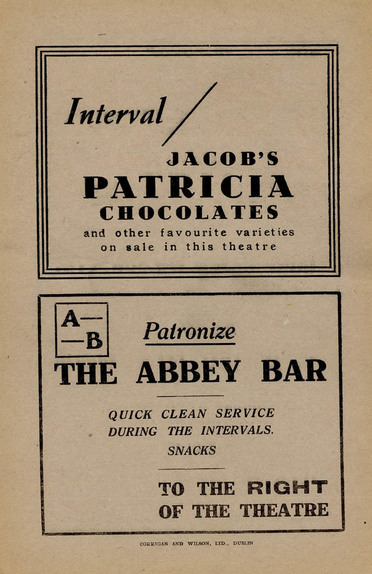 Interval
JACOB'S
PATRICIA
CHOCOLATES
and other favourite varieties
on sale in this theatre
A—
—B
Patronize
THE ABBEY BAR
QUICK CLEAN SERVICE
DURING THE INTERVALS.
SNACKS
TO THE RIGHT
OF THE THEATRE
CORRIGAN AND WILSON, LTD., DUBLIN